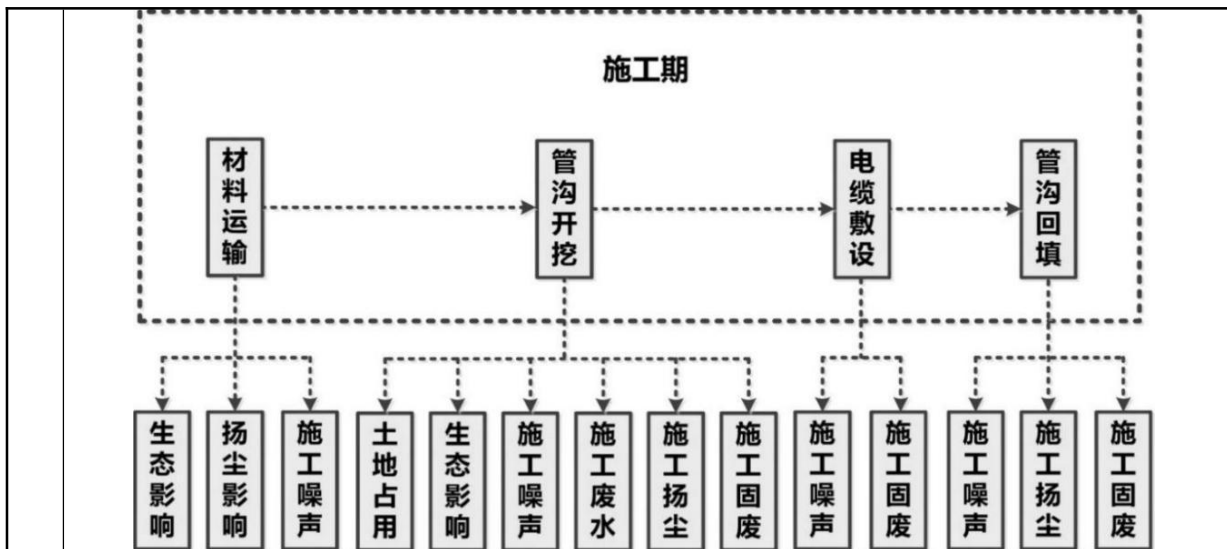 施工期
材料运输
管沟开挖
电缆敷设
管沟回填
生态影响
扬尘影响
施工噪声
土地占用
生态影响
施工噪声
施工废水
施工扬尘
施工固废
施工噪声
施工固废
施工噪声
施工扬尘
施工固废